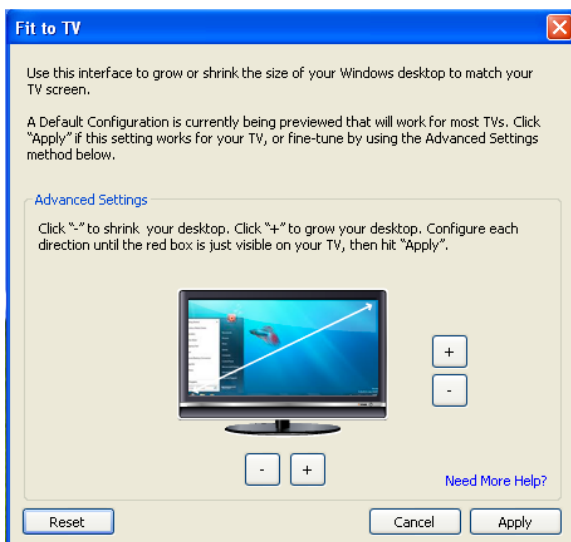 Fit to TV
Use this interface to grow or shrink the size of your Windows desktop to match your
TV screen.
A Default Configuration is currently being previewed that will work for most TVs. Click
"Apply" if this setting works for your TV, or fine-tune by using the Advanced Settings
method below.
Advanced Settings
Click "-" to shrink your desktop. Click "+" to grow your desktop. Configure each
direction until the red box is just visible on your TV, then hit "Apply".
+
-
- +
Need More Help?
Reset Cancel Apply